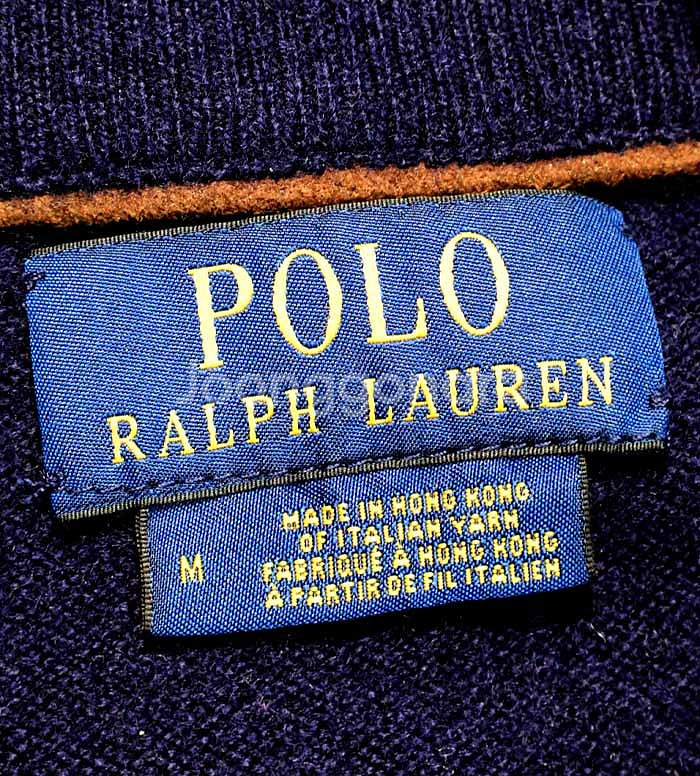 POLO
RALPH LAUREN
M
MADE IN HONG KONG
OF ITALIAN YARN
FABRIQUÉ À HONG KONG
À PARTIR DE FIL ITALIEN